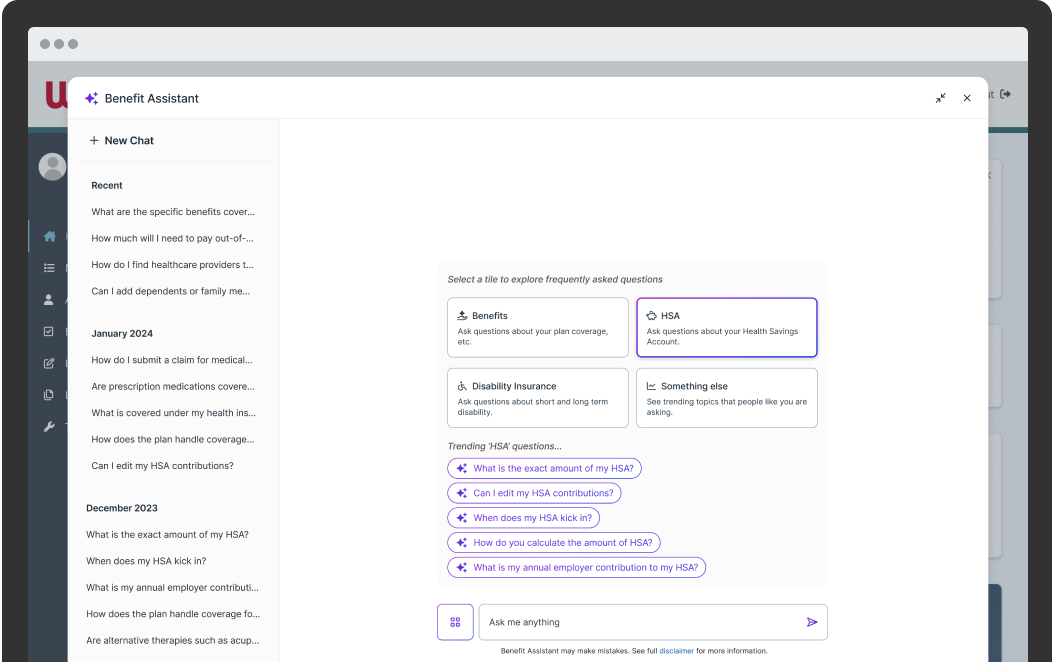 Benefit Assistant
New Chat
Recent
What are the specific benefits cover...
How much will I need to pay out-of-...
How do I find healthcare providers t...
Can I add dependents or family me...
January 2024
How do I submit a claim for medical...
Are prescription medications covere...
What is covered under my health ins...
How does the plan handle coverage...
Can I edit my HSA contributions?
December 2023
What is the exact amount of my HSA?
When does my HSA kick in?
What is my annual employer contributi...
How does the plan handle coverage fo...
Are alternative therapies such as acup...
Select a tile to explore frequently asked questions
Benefits
Ask questions about your plan coverage,
etc.
HSA
Ask questions about your Health Savings
Account.
Disability Insurance
Ask questions about short and long term
disability.
Something else
See trending topics that people like you are
asking.
Trending 'HSA' questions...
What is the exact amount of my HSA?
Can I edit my HSA contributions?
When does my HSA kick in?
How do you calculate the amount of HSA?
What is my annual employer contribution to my HSA?
Ask me anything
Benefit Assistant may make mistakes. See full disclaimer for more information.